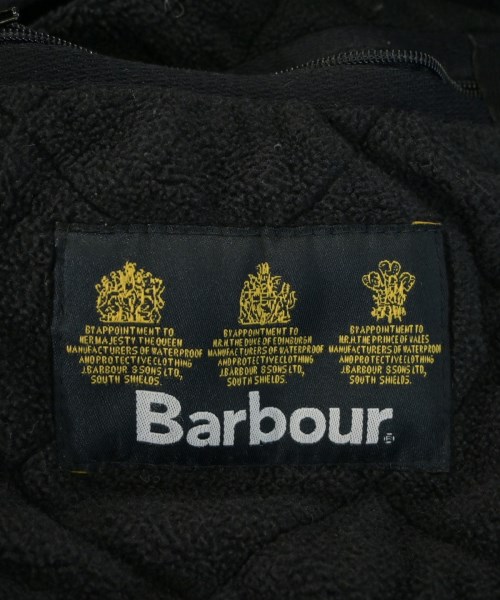 BY APPOINTMENT TO
HER MAJESTY THE QUEEN
MANUFACTURERS OF WATERPROOF
AND PROTECTIVE CLOTHING
J.BARBOUR & SONS LTD,
SOUTH SHIELDS.
BY APPOINTMENT TO
H.R.H. THE DUKE OF EDINBURGH
MANUFACTURERS OF WATERPROOF
AND PROTECTIVE CLOTHING
J.BARBOUR & SONS LTD,
SOUTH SHIELDS.
BY APPOINTMENT TO
H.R.H. THE PRINCE OF WALES
MANUFACTURERS OF WATERPROOF
AND PROTECTIVE CLOTHING
J.BARBOUR & SONS LTD,
SOUTH SHIELDS.
Barbour